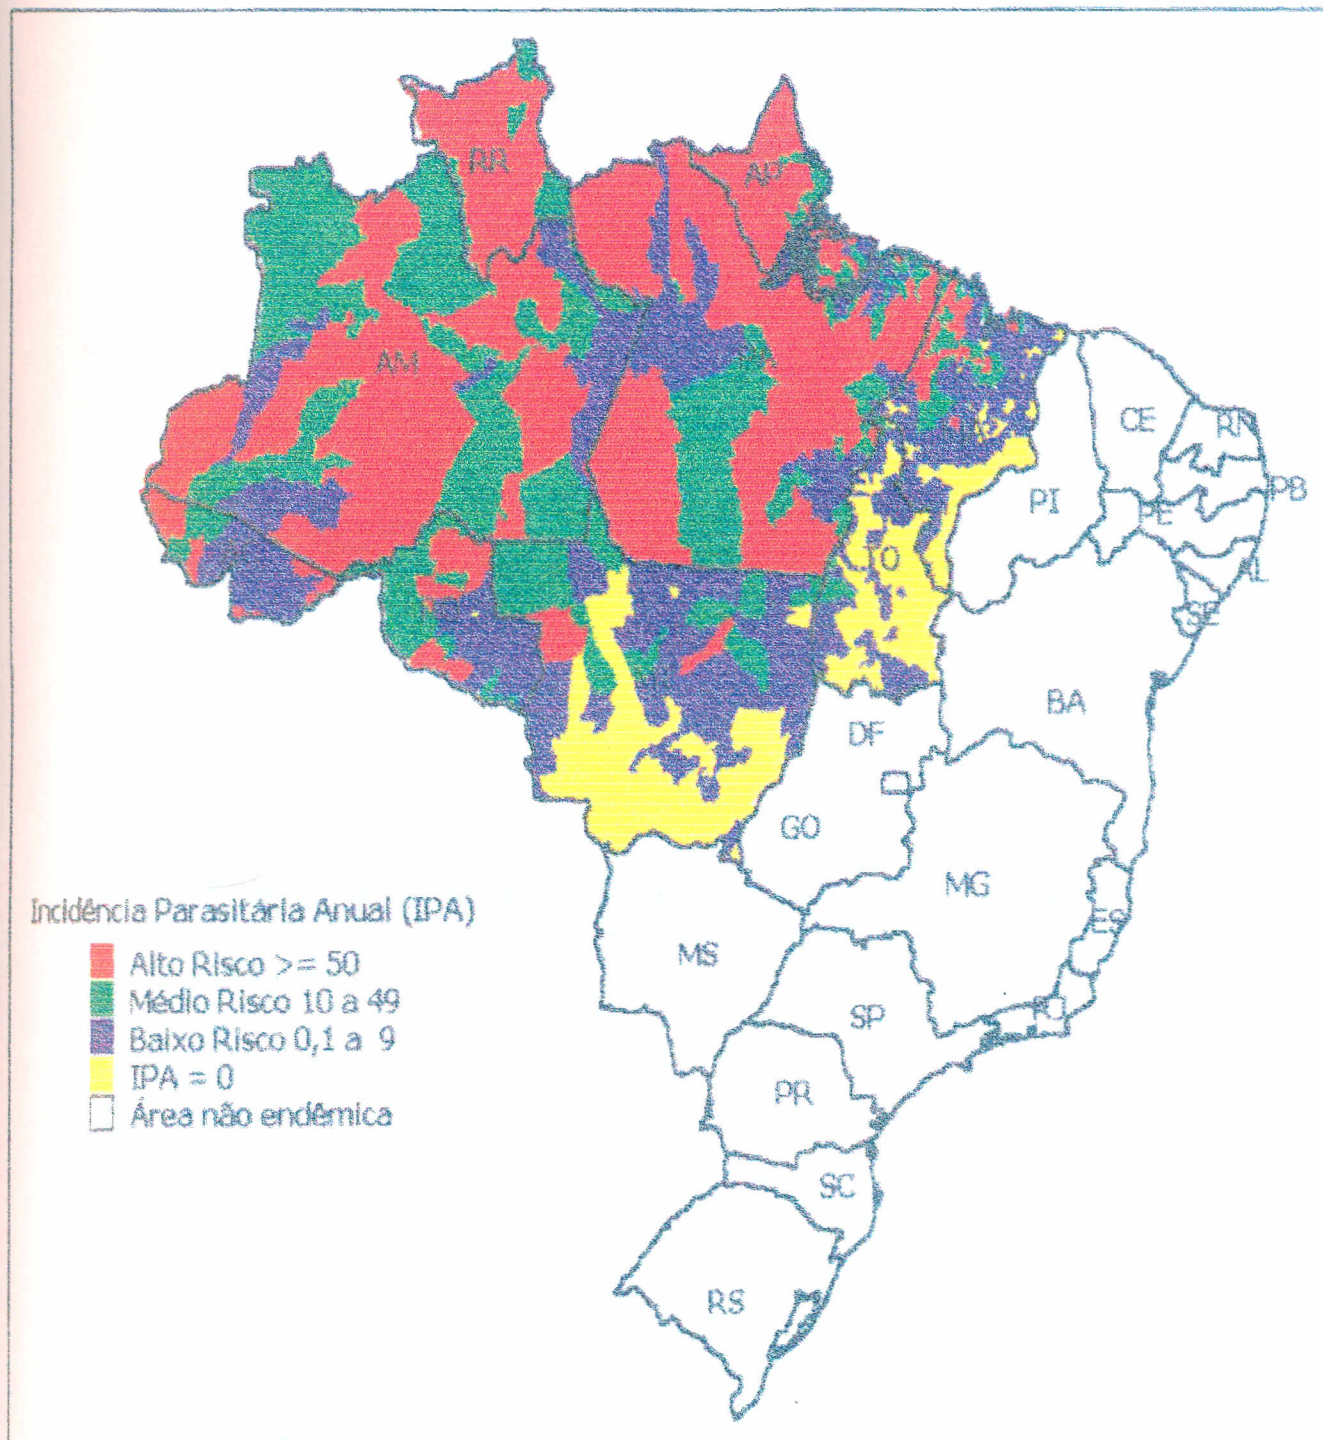 RR
AP
AM
CE
RN
PB
PI
PE
TO
AL
SE
BA
DF
GO
MG
ES
MS
SP
RJ
PR
SC
RS
Incidência Parasitária Anual (IPA)
Alto Risco >= 50
Médio Risco 10 a 49
Baixo Risco 0,1 a 9
IPA = 0
Área não endêmica